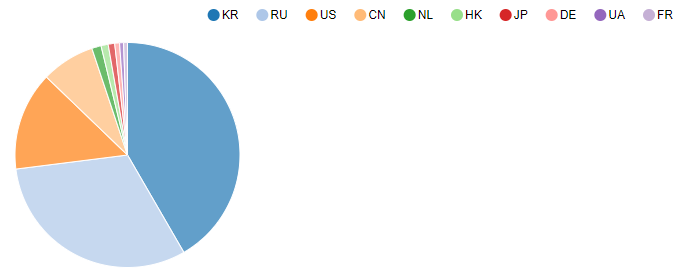 KR RU US CN NL HK JP DE UA FR